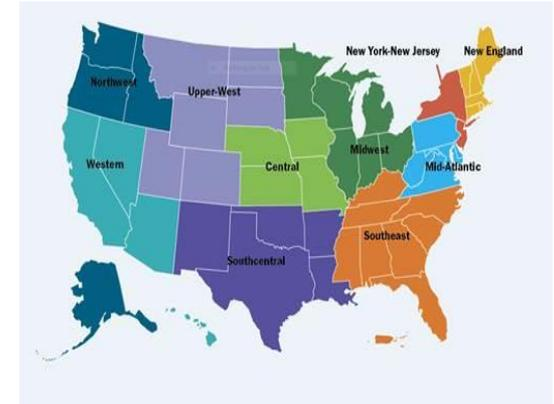 New York-New Jersey
New England
Northwest
Upper-West
Midwest
Western
Central
Mid-Atlantic
Southeast
Southcentral